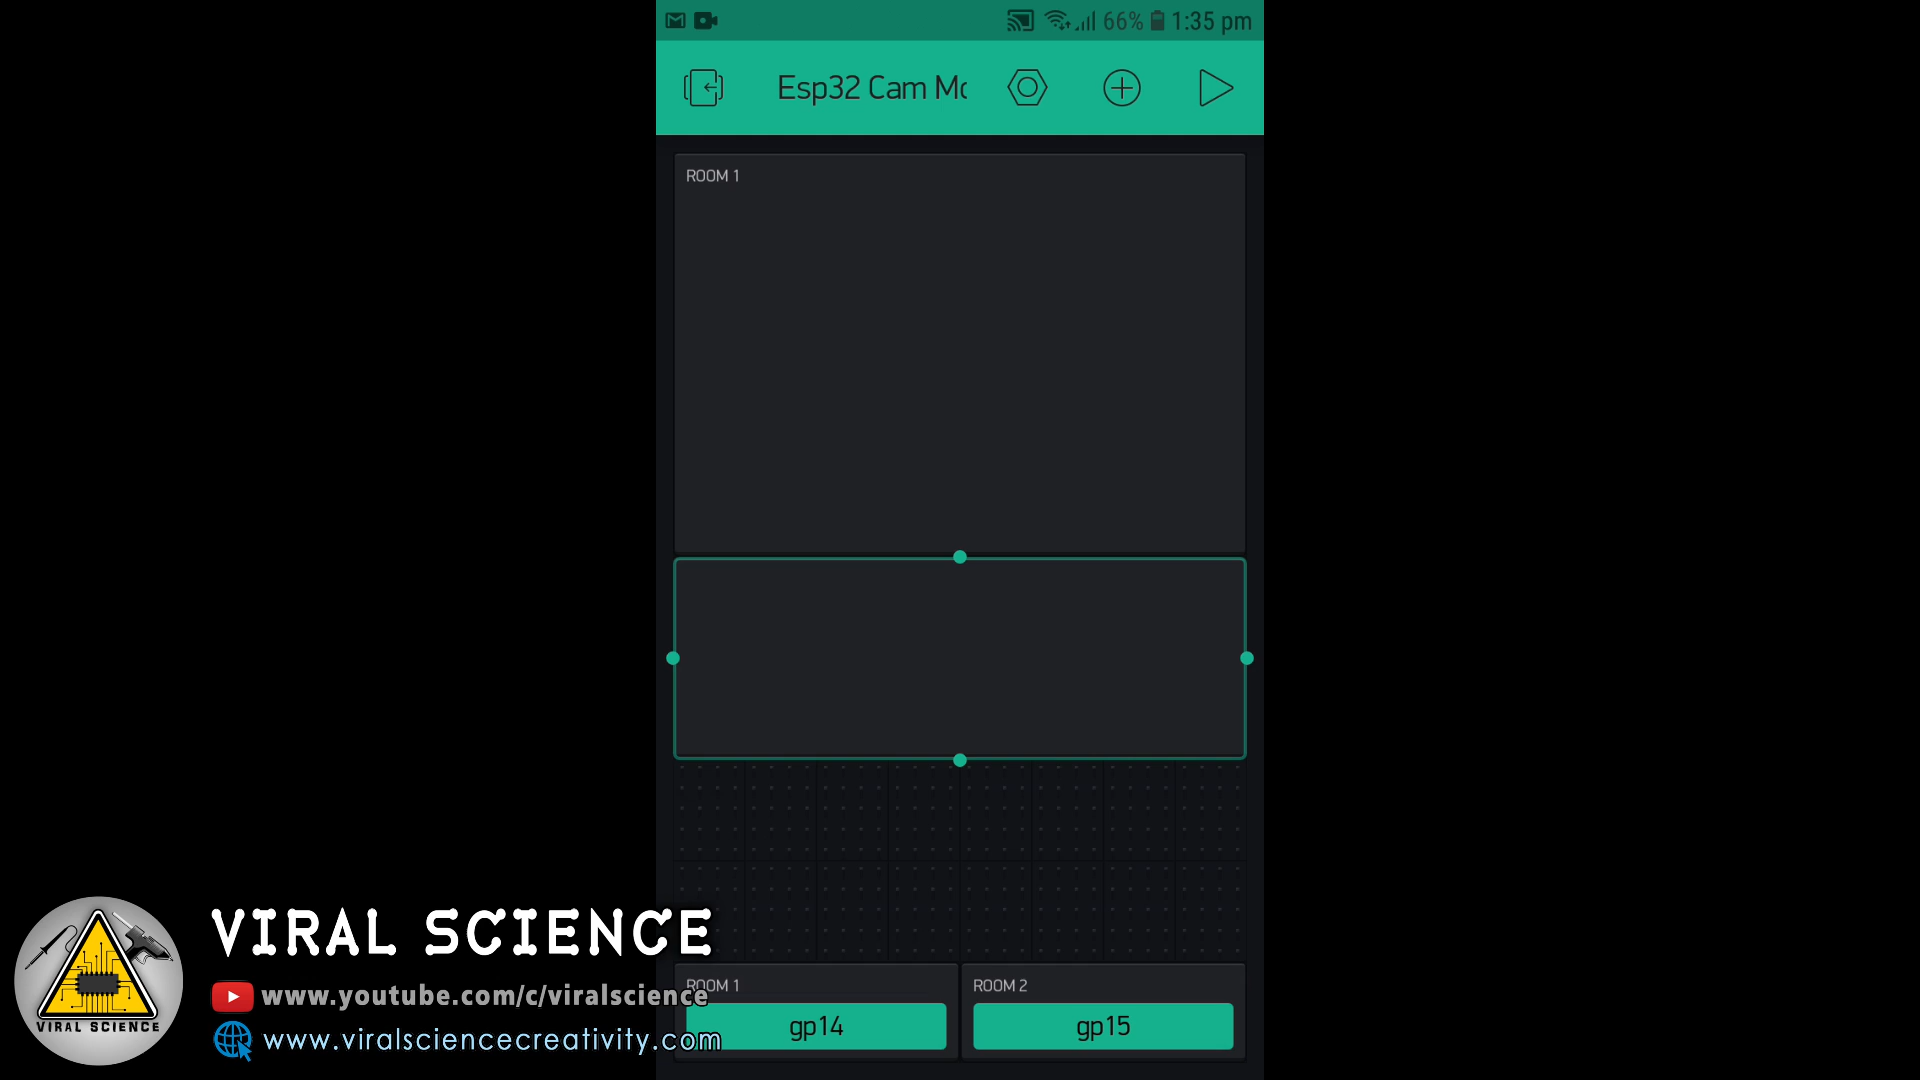 66% 1:35 pm
Esp32 Cam Mo
ROOM 1
ROOM 1
gp14
ROOM 2
gp15
VIRAL SCIENCE
VIRAL SCIENCE
www.youtube.com/c/viralscience
www.viralsciencecreativity.com